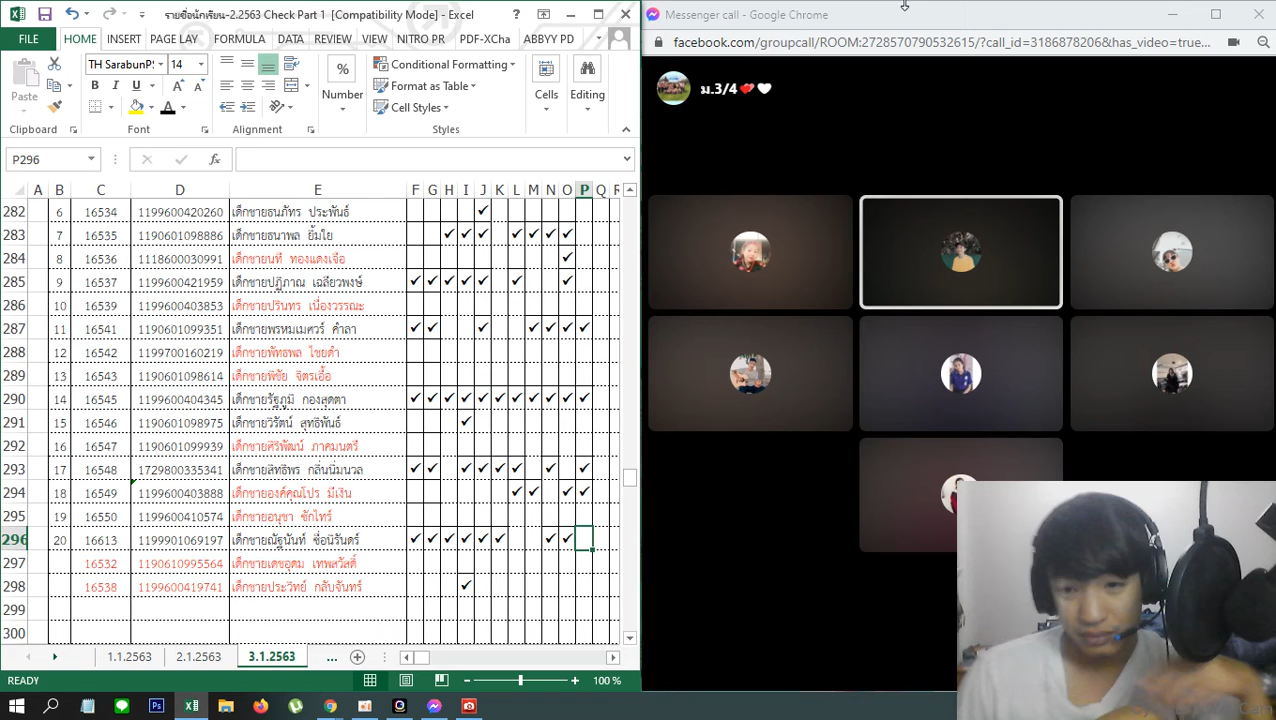 รายชื่อนักเรียน-2.2563 Check Part 1 [Compatibility Mode] - Excel
FILE HOME INSERT PAGE LAY FORMULA DATA REVIEW VIEW NITRO PR PDF-XCha ABBYY PD
Paste
Clipboard
TH SarabunPS 14
B I U
A A
Font
Alignment
%
Number
Conditional Formatting
Format as Table
Cell Styles
Styles
Cells
Editing
P296
fx
A B C D E F G H I J K L M N O P Q R
282 6 16534 1199600420260 เด็กชายธนภัทร ประพันธ์ ✓
283 7 16535 1190601098886 เด็กชายธนาพล ยิ้มใย ✓ ✓ ✓ ✓ ✓ ✓ ✓
284 8 16536 1118600030991 เด็กชายนที ทองแดงเจือ ✓
285 9 16537 1199600421959 เด็กชายปฏิภาณ เฉลียวพงษ์ ✓ ✓ ✓ ✓ ✓ ✓ ✓
286 10 16539 1199600403853 เด็กชายปรินทร เนื่องวรรณะ
287 11 16541 1190601099351 เด็กชายพรหมเมศวร์ คำลา ✓ ✓ ✓ ✓ ✓ ✓ ✓
288 12 16542 1199700160219 เด็กชายพัทธพล ไชยดำ
289 13 16543 1190601098614 เด็กชายพิชัย จิตรเอื้อ
290 14 16545 1199600404345 เด็กชายรัฐภูมิ กองสุดตา ✓ ✓ ✓ ✓ ✓ ✓ ✓ ✓ ✓ ✓ ✓
291 15 16546 1190601098975 เด็กชายวิรัตน์ สุทธิพันธ์ ✓
292 16 16547 1190601099939 เด็กชายศิริพัฒน์ ภาคมนตรี
293 17 16548 1729800335341 เด็กชายสิทธิพร กลิ่นนิมนวล ✓ ✓ ✓ ✓ ✓ ✓ ✓ ✓
294 18 16549 1199600403888 เด็กชายองค์คุณโปร มีเงิน ✓ ✓ ✓ ✓
295 19 16550 1199600410574 เด็กชายอนุชา ซักไทร์
296 20 16613 1199901069197 เด็กชายณัฐนันท์ ซื่อนิรันดร์ ✓ ✓ ✓ ✓ ✓ ✓ ✓ ✓
297 16532 1190610995564 เด็กชายเดชอุดม เทพสวัสดิ์
298 16538 1199600419741 เด็กชายประวิทย์ กลับจันทร์ ✓
299
300
1.1.2563 2.1.2563 3.1.2563 ...
READY
100 %
Messenger call - Google Chrome
facebook.com/groupcall/ROOM:2728570790532615/?call_id=3186878206&has_video=true...
ม.3/4❤️🤍